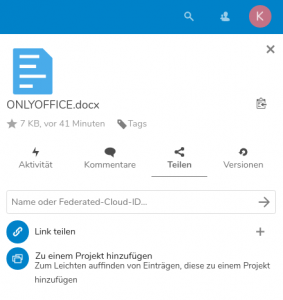 K
ONLYOFFICE.docx
7 KB, vor 41 Minuten Tags
Aktivität Kommentare Teilen Versionen
Name oder Federated-Cloud-ID...
Link teilen
Zu einem Projekt hinzufügen
Zum Leichten auffinden von Einträgen, diese zu einem Projekt
hinzufügen